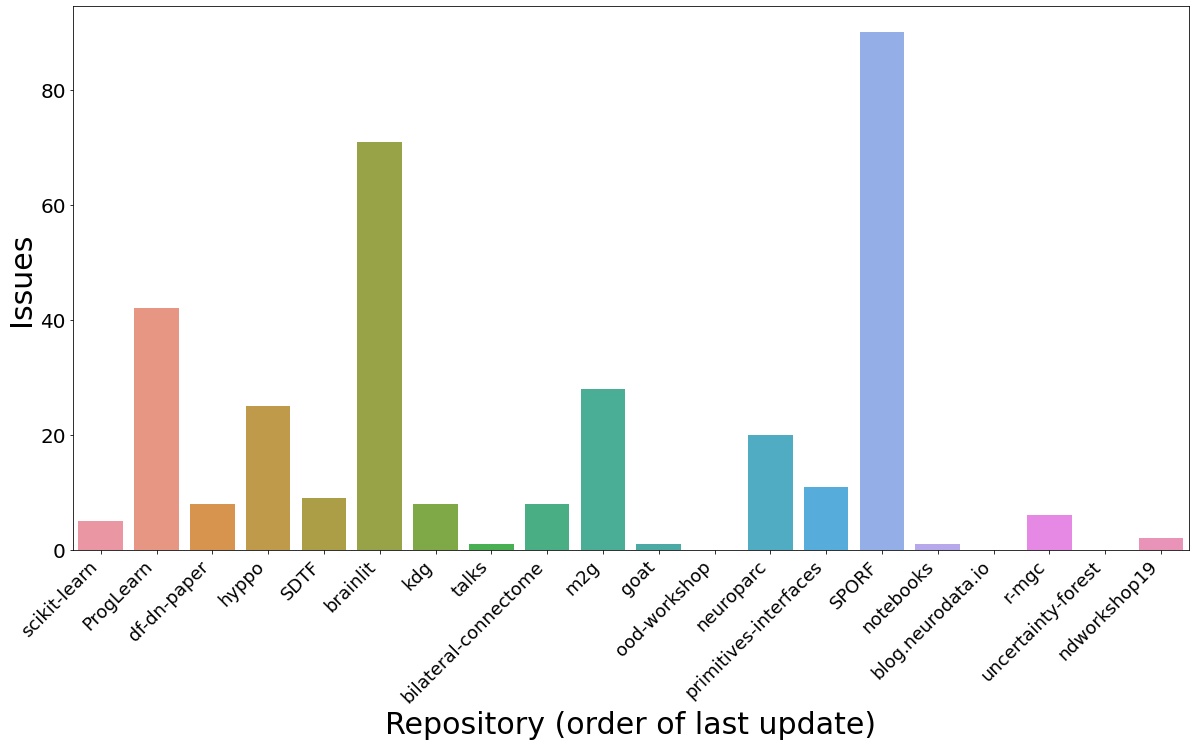 Issues
80
60
40
20
0
scikit-learn
ProgLearn
df-dn-paper
hyppo
SDTF
brainlit
kdg
talks
bilateral-connectome
m2g
goat
ood-workshop
neuroparc
primitives-interfaces
SPORF
notebooks
blog.neurodata.io
r-mgc
uncertainty-forest
ndworkshop19
Repository (order of last update)